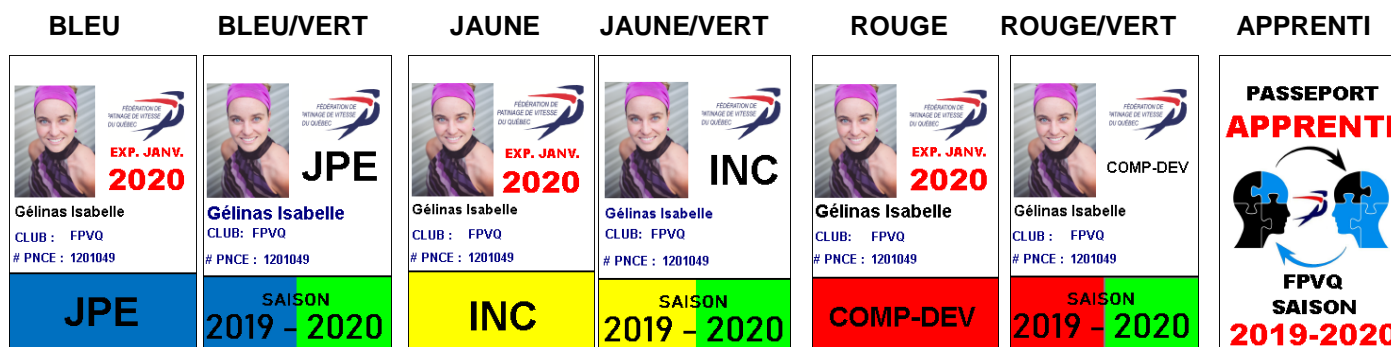 BLEU
BLEU/VERT
JAUNE
JAUNE/VERT
ROUGE
ROUGE/VERT
APPRENTI
FÉDÉRATION DE
PATINAGE DE VITESSE
DU QUÉBEC
EXP. JANV.
2020
Gélinas Isabelle
CLUB : FPVQ
# PNCE : 1201049
JPE
FÉDÉRATION DE
PATINAGE DE VITESSE
DU QUÉBEC
JPE
Gélinas Isabelle
CLUB: FPVQ
# PNCE : 1201049
SAISON
2019 - 2020
FÉDÉRATION DE
PATINAGE DE VITESSE
DU QUÉBEC
EXP. JANV.
2020
Gélinas Isabelle
CLUB : FPVQ
# PNCE : 1201049
INC
FÉDÉRATION DE
PATINAGE DE VITESSE
DU QUÉBEC
INC
Gélinas Isabelle
CLUB: FPVQ
# PNCE : 1201049
SAISON
2019 - 2020
FÉDÉRATION DE
PATINAGE DE VITESSE
DU QUÉBEC
EXP. JANV.
2020
Gélinas Isabelle
CLUB: FPVQ
# PNCE : 1201049
COMP-DEV
FÉDÉRATION DE
PATINAGE DE VITESSE
DU QUÉBEC
COMP-DEV
Gélinas Isabelle
CLUB : FPVQ
# PNCE : 1201049
SAISON
2019 - 2020
PASSEPORT
APPRENTI
FPVQ
SAISON
2019-2020